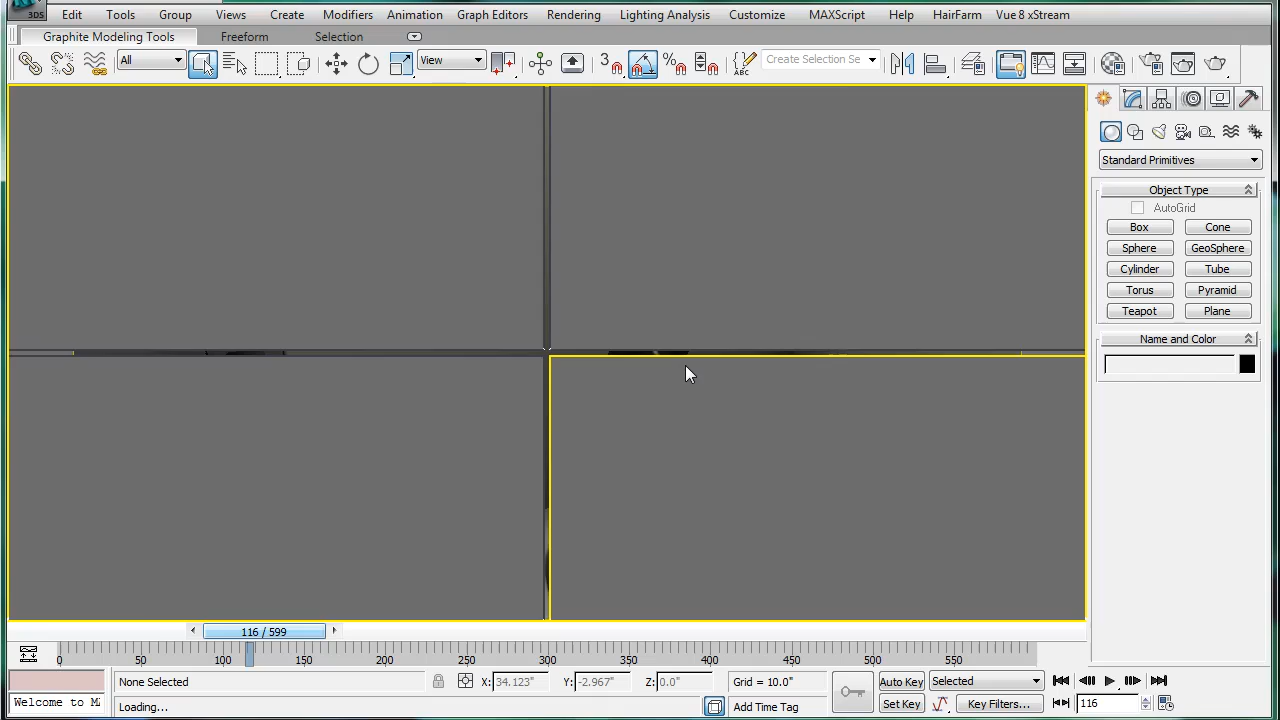 3DS
Edit Tools Group Views Create Modifiers Animation Graph Editors Rendering Lighting Analysis Customize MAXScript Help HairFarm Vue 8 xStream
Graphite Modeling Tools Freeform Selection
All View 3 % ABC Create Selection Se
Standard Primitives
Object Type
AutoGrid
Box Cone
Sphere GeoSphere
Cylinder Tube
Torus Pyramid
Teapot Plane
Name and Color
116 / 599
0 50 100 150 200 250 300 350 400 450 500 550
None Selected X: 34.123" Y: -2.967" Z: 0.0" Grid = 10.0" Auto Key Selected
Welcome to Loading... Add Time Tag Set Key Key Filters... 116